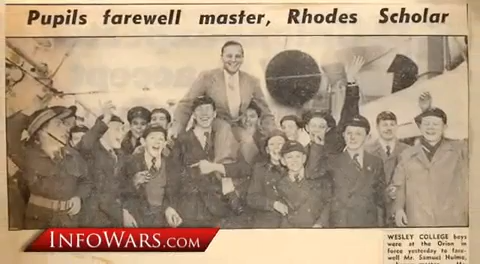 Pupils farewell master, Rhodes Scholar
INFOWARS.COM
WESLEY COLLEGE boys
were at the Orion in
force yesterday to fare-
well Mr. Samuel Hulme,